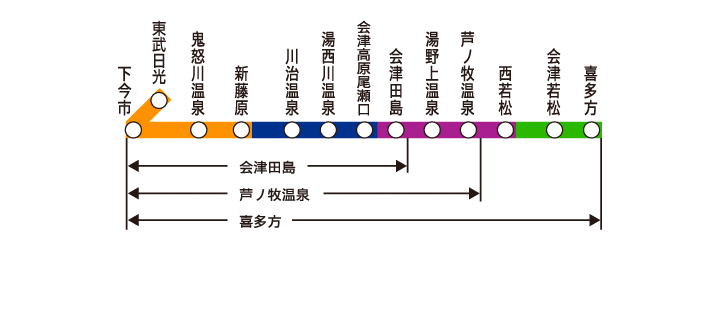 下今市
東武日光
鬼怒川温泉
新藤原
川治温泉
湯西川温泉
会津高原尾瀬口
会津田島
湯野上温泉
芦ノ牧温泉
西若松
会津若松
喜多方
会津田島
芦ノ牧温泉
喜多方